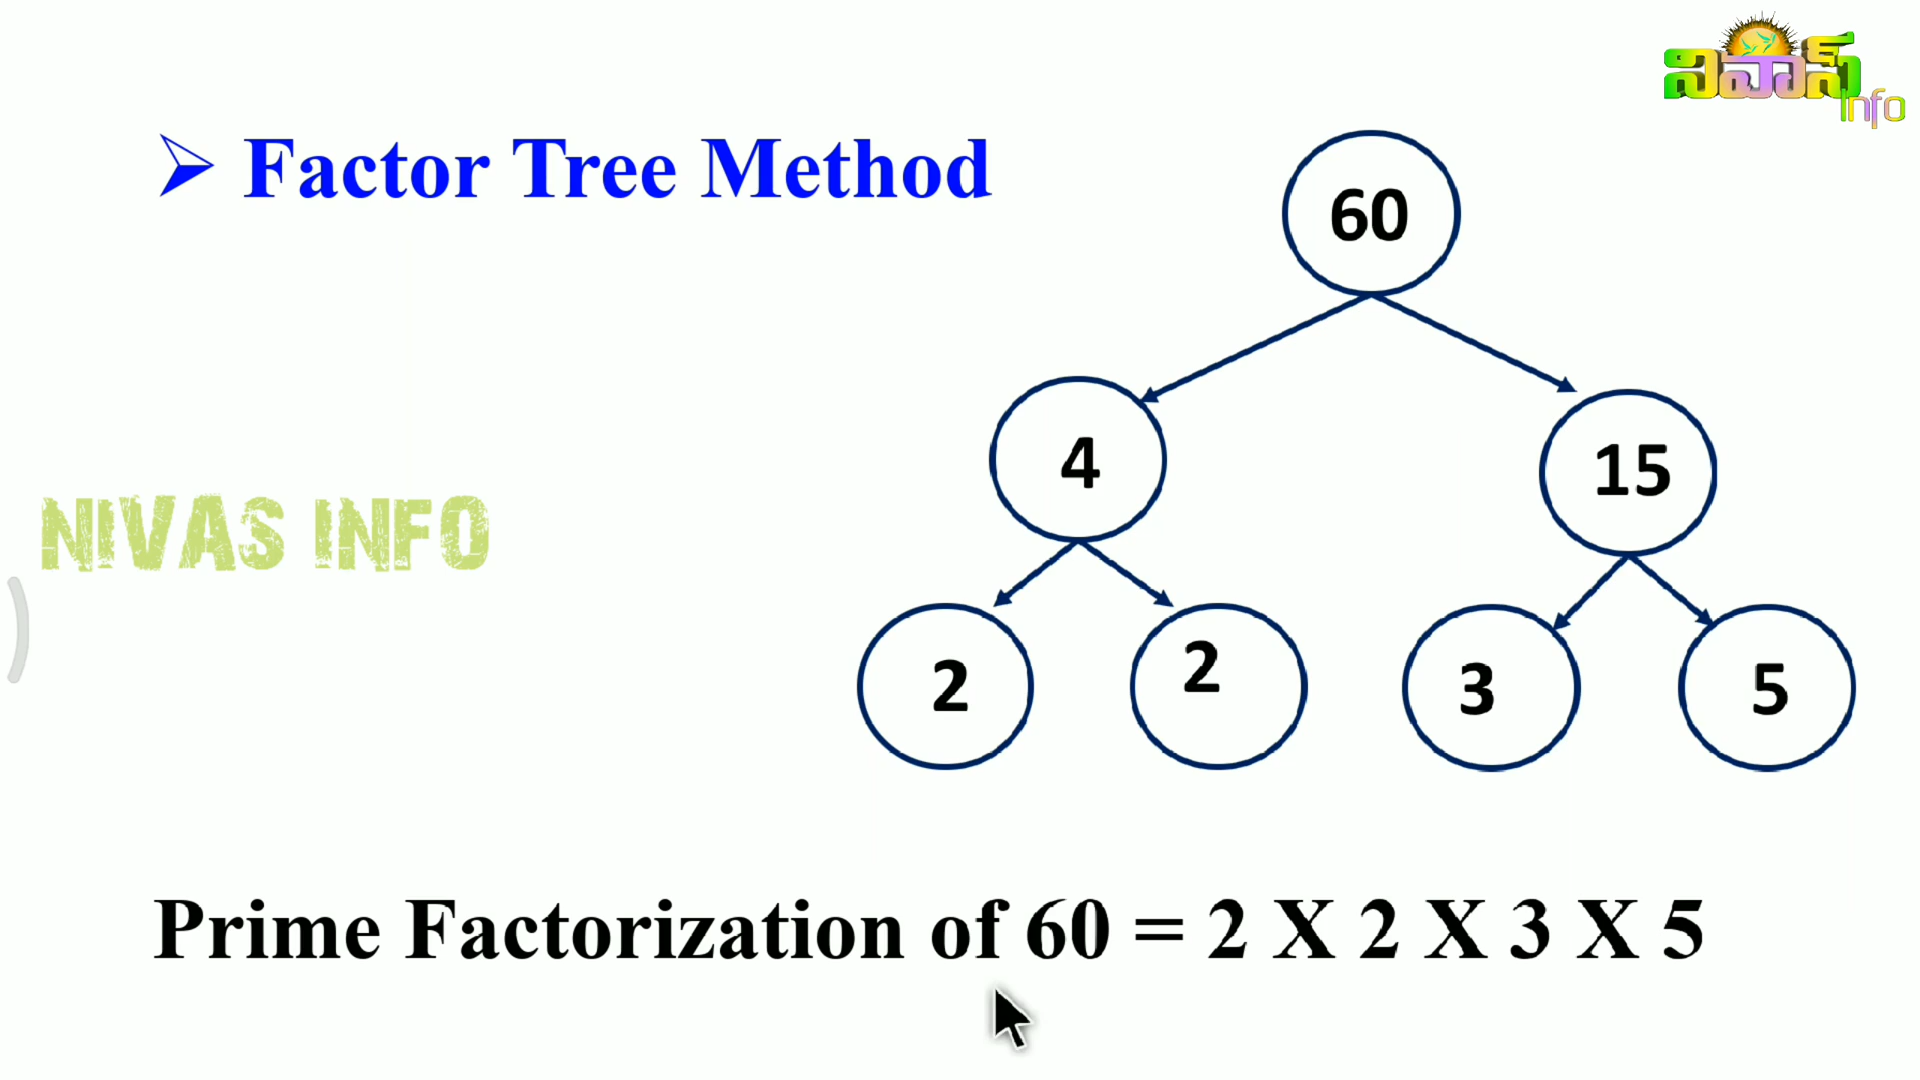 నివాస్
Info
Factor Tree Method
60
4
15
NIVAS INFO
2
2
3
5
Prime Factorization of 60 = 2 X 2 X 3 X 5